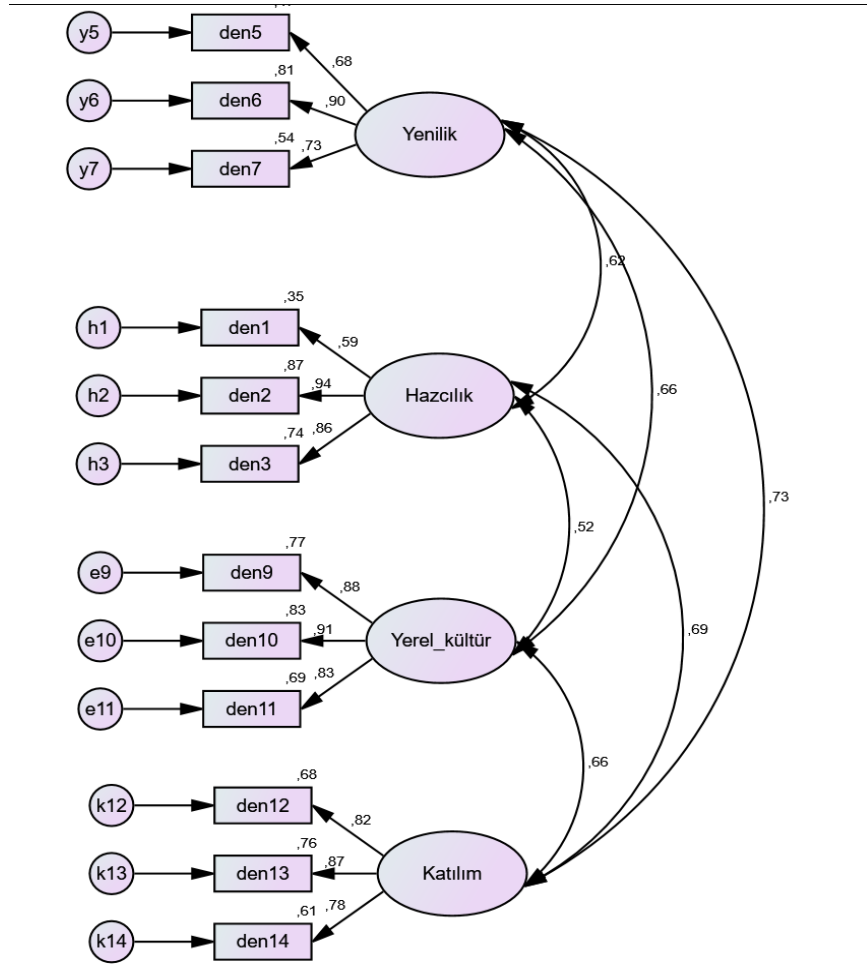 y5
den5
,68
,81
y6
den6
,90
Yenilik
,54
,73
y7
den7
,62
,35
h1
den1
,59
,87
h2
den2
,94
Hazcılık
,66
,74
,86
h3
den3
,73
,52
,77
e9
den9
,88
,83
e10
den10
,91
Yerel_kültür
,69
,69
,83
e11
den11
,66
,68
k12
den12
,82
,76
k13
den13
,87
Katılım
,61
,78
k14
den14